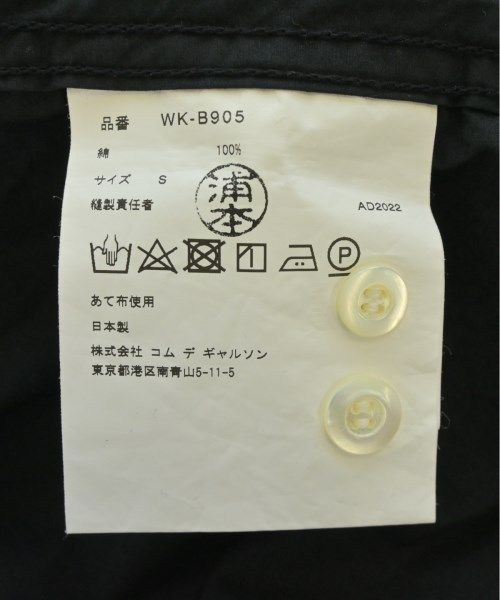 品番 WK-B905
綿 100%
サイズ S
縫製責任者 浦本 AD2022
P
あて布使用
日本製
株式会社 コム デ ギャルソン
東京都港区南青山5-11-5